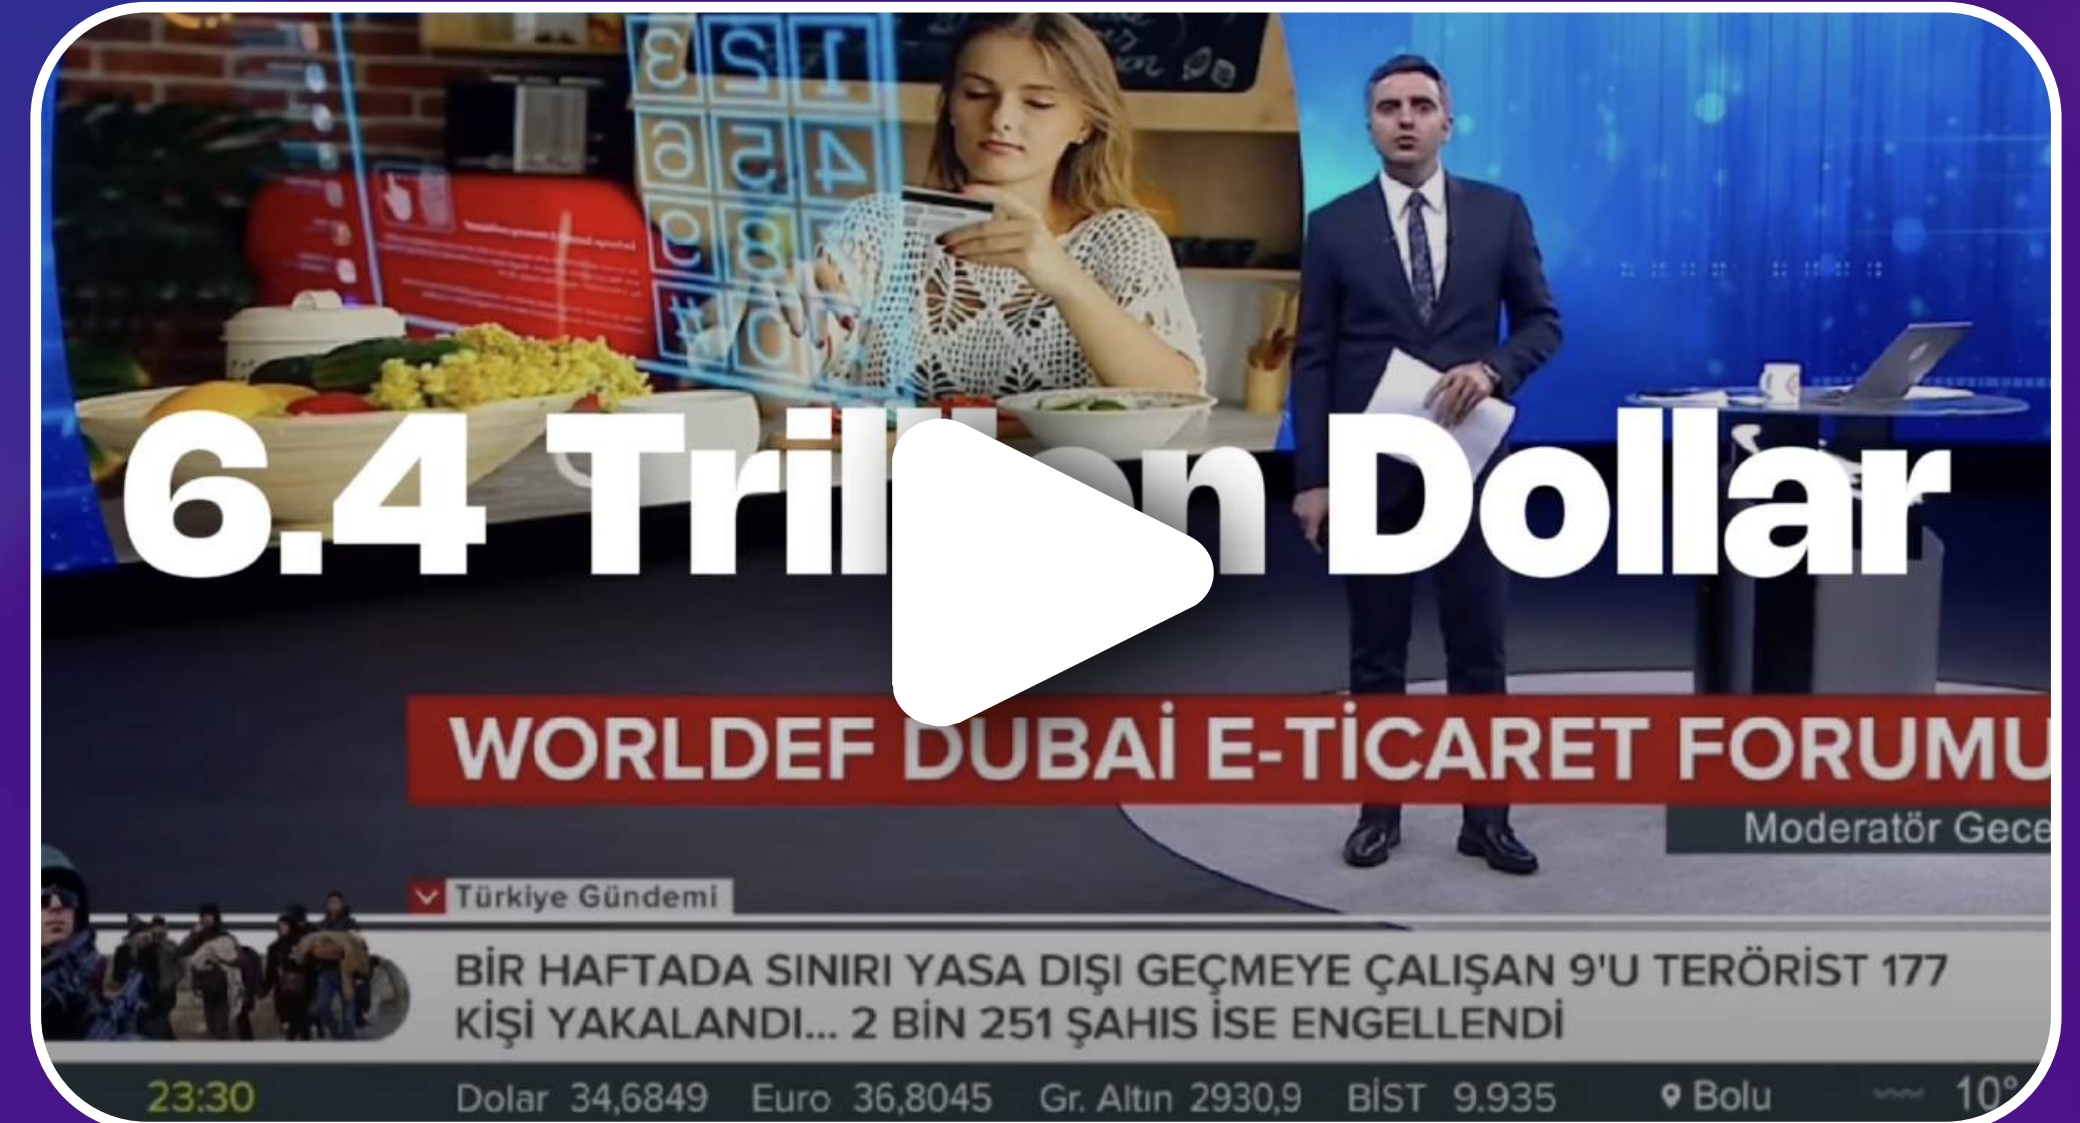 6.4 Trillion Dollar
WORLDEF DUBAİ E-TİCARET FORUMU
Moderatör Gece
Türkiye Gündemi
BİR HAFTADA SINIRI YASA DIŞI GEÇMEYE ÇALIŞAN 9'U TERÖRİST 177
KİŞİ YAKALANDI... 2 BİN 251 ŞAHIS İSE ENGELLENDİ
23:30 Dolar 34,6849 Euro 36,8045 Gr. Altın 2930,9 BİST 9.935 Bolu 10°